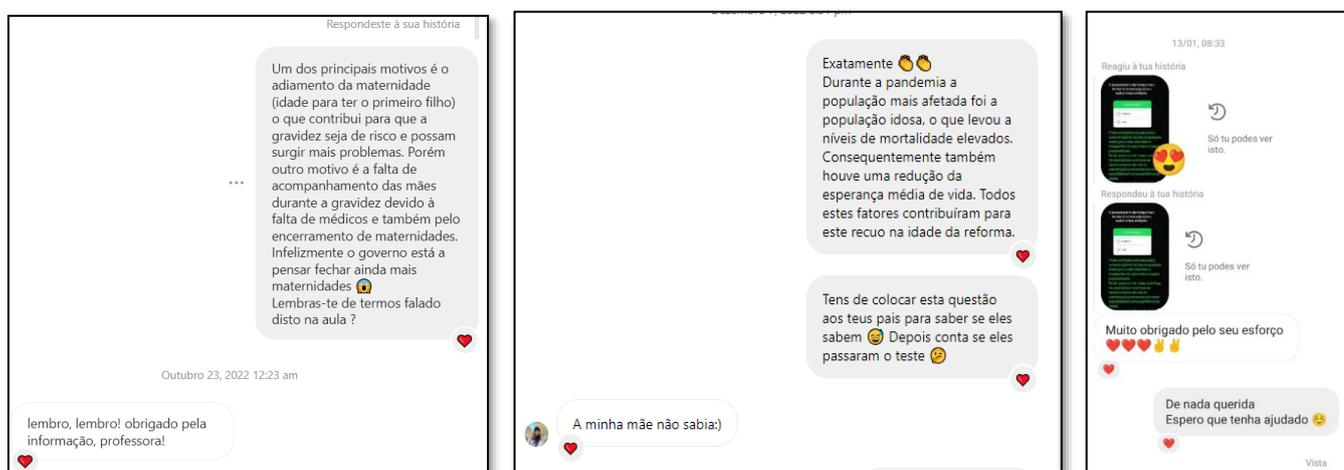 Respondeste à sua história
Um dos principais motivos é o
adiamento da maternidade
(idade para ter o primeiro filho)
o que contribui para que a
gravidez seja de risco e possam
surgir mais problemas. Porém
outro motivo é a falta de
acompanhamento das mães
durante a gravidez devido à
falta de médicos e também pelo
encerramento de maternidades.
Infelizmente o governo está a
pensar fechar ainda mais
maternidades 😱
Lembras-te de termos falado
disto na aula ?
Outubro 23, 2022 12:23 am
lembro, lembro! obrigado pela
informação, professora!
Exatamente 👏👏
Durante a pandemia a
população mais afetada foi a
população idosa, o que levou a
níveis de mortalidade elevados.
Consequentemente também
houve uma redução da
esperança média de vida. Todos
estes fatores contribuíram para
este recuo na idade da reforma.
Tens de colocar esta questão
aos teus pais para saber se eles
sabem 😅 Depois conta se eles
passaram o teste 🤔
A minha mãe não sabia:)
13/01, 08:33
Reagiu à tua história
Só tu podes ver
isto.
Respondeu à tua história
Só tu podes ver
isto.
Muito obrigado pelo seu esforço
❤️❤️❤️✌️✌️
De nada querida
Espero que tenha ajudado ☺️
Vista